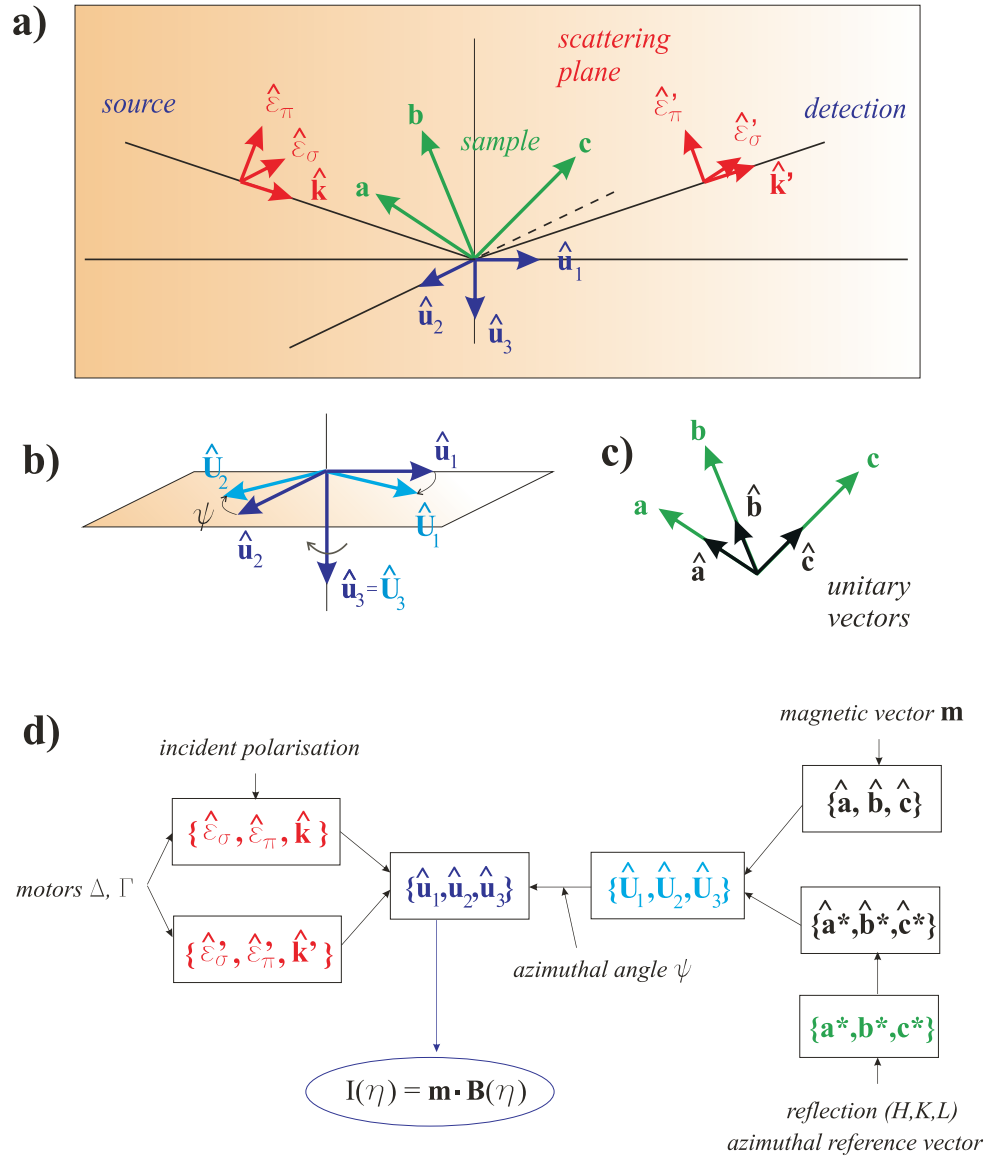 a)
scattering
plane
source
detection
ε̂π
ε̂σ
k̂
b
sample
c
a
ε̂'π
ε̂'σ
k̂'
û1
û2
û3
b)
Û2
û1
ψ
û2
Û1
û3=Û3
c)
b
c
a
b̂
â
ĉ
unitary
vectors
d)
magnetic vector m
incident polarisation
{ε̂σ, ε̂π, k̂ }
{â, b̂, ĉ}
motors Δ, Γ
{û1,û2,û3}
{Û1,Û2,Û3}
{ε̂'σ, ε̂'π, k̂' }
{â*,b̂*,ĉ*}
azimuthal angle ψ
{a*,b*,c*}
I(η) = m·B(η)
reflection (H,K,L)
azimuthal reference vector